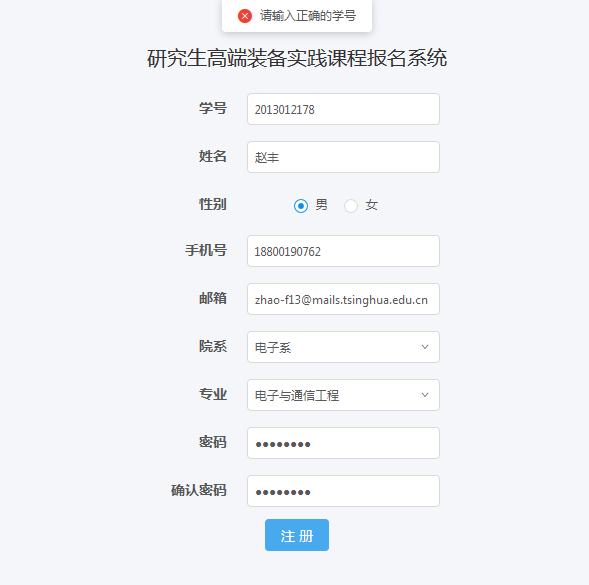 请输入正确的学号
研究生高端装备实践课程报名系统
学号 2013012178
姓名 赵丰
性别 男 女
手机号 18800190762
邮箱 zhao-f13@mails.tsinghua.edu.cn
院系 电子系
专业 电子与通信工程
密码 ●●●●●●●●
确认密码 ●●●●●●●●
注 册